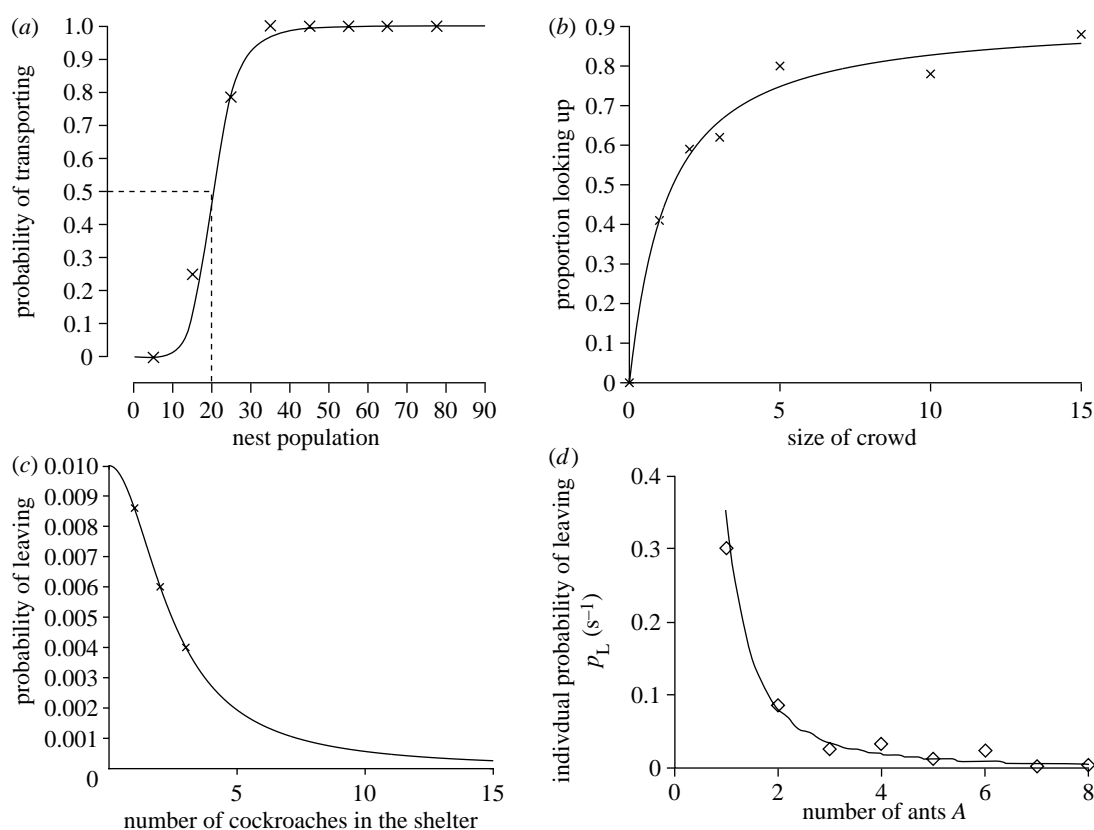 (a)
1.0
0.9
0.8
0.7
0.6
0.5
0.4
0.3
0.2
0.1
0
probability of transporting
0 10 20 30 40 50 60 70 80 90
nest population
(b)
0.9
0.8
0.7
0.6
0.5
0.4
0.3
0.2
0.1
0
proportion looking up
0 5 10 15
size of crowd
(c)
0.010
0.009
0.008
0.007
0.006
0.005
0.004
0.003
0.002
0.001
0
probability of leaving
5 10 15
number of cockroaches in the shelter
(d)
0.4
0.3
0.2
0.1
0
indivdual probability of leaving
pL (s–1)
0 2 4 6 8
number of ants A